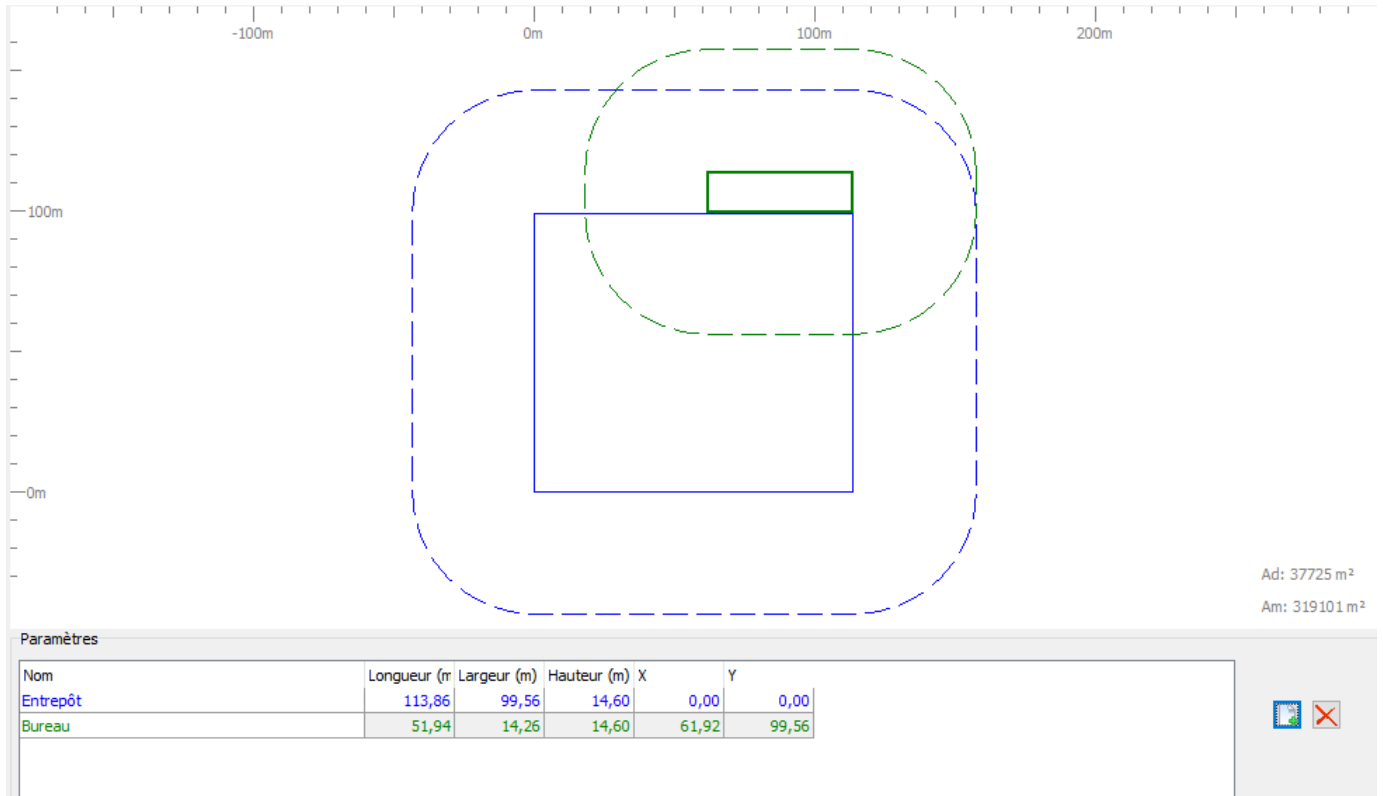 -100m 0m 100m 200m
100m
0m
Ad: 37725 m²
Am: 319101 m²
Paramètres
Nom Longueur (m Largeur (m) Hauteur (m) X Y
Entrepôt 113,86 99,56 14,60 0,00 0,00
Bureau 51,94 14,26 14,60 61,92 99,56